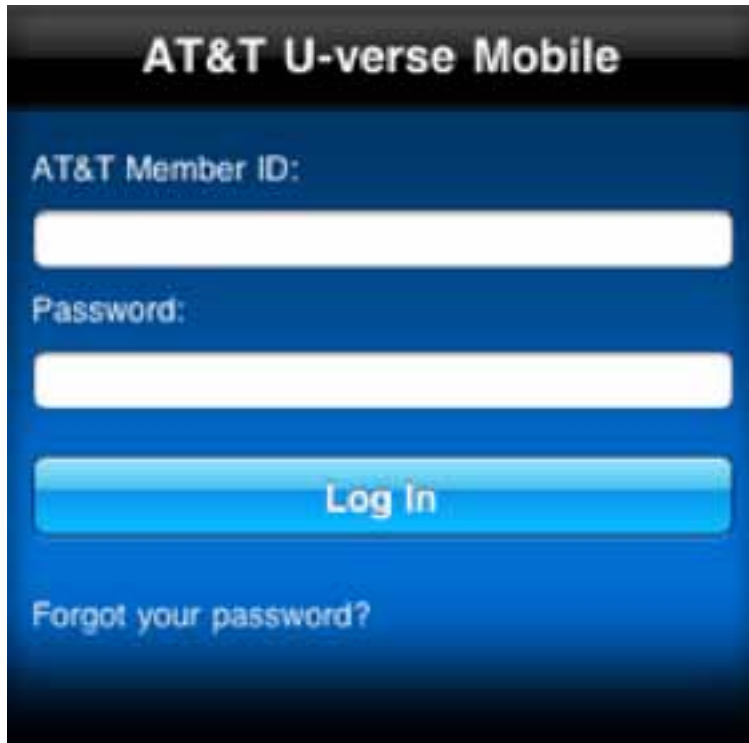 AT&T U-verse Mobile
AT&T Member ID:
Password:
Log In
Forgot your password?